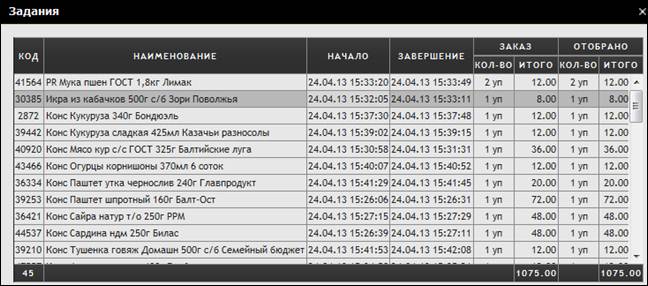 Задания ×
КОД НАИМЕНОВАНИЕ НАЧАЛО ЗАВЕРШЕНИЕ ЗАКАЗ ОТОБРАНО
КОЛ-ВО ИТОГО КОЛ-ВО ИТОГО
41564 PR Мука пшен ГОСТ 1,8кг Лимак 24.04.13 15:33:20 24.04.13 15:33:49 2 уп 12.00 2 уп 12.00
30385 Икра из кабачков 500г с/б Зори Поволжья 24.04.13 15:32:05 24.04.13 15:33:11 1 уп 8.00 1 уп 8.00
2872 Конс Кукуруза 340г Бондюэль 24.04.13 15:37:30 24.04.13 15:37:48 1 уп 12.00 1 уп 12.00
39442 Конс Кукуруза сладкая 425мл Казачьи разносолы 24.04.13 15:39:02 24.04.13 15:39:15 1 уп 12.00 1 уп 12.00
40920 Конс Мясо кур с/с ГОСТ 325г Балтийские луга 24.04.13 15:30:58 24.04.13 15:31:31 1 уп 36.00 1 уп 36.00
43466 Конс Огурцы корнишоны 370мл 6 соток 24.04.13 15:40:07 24.04.13 15:40:52 1 уп 12.00 1 уп 12.00
36334 Конс Паштет утка чернослив 240г Главпродукт 24.04.13 15:41:29 24.04.13 15:41:45 1 уп 20.00 1 уп 20.00
39253 Конс Паштет шпротный 160г Балт-Ост 24.04.13 15:26:06 24.04.13 15:26:31 1 уп 72.00 1 уп 72.00
36421 Конс Сайра натур т/о 250г РРМ 24.04.13 15:27:15 24.04.13 15:27:29 1 уп 48.00 1 уп 48.00
44537 Конс Сардина ндм 250г Билас 24.04.13 15:26:39 24.04.13 15:27:11 1 уп 48.00 1 уп 48.00
39210 Конс Тушенка говяж Домашн 500г с/б Семейный бюджет 24.04.13 15:41:53 24.04.13 15:42:08 1 уп 12.00 1 уп 12.00
45 1075.00 1075.00